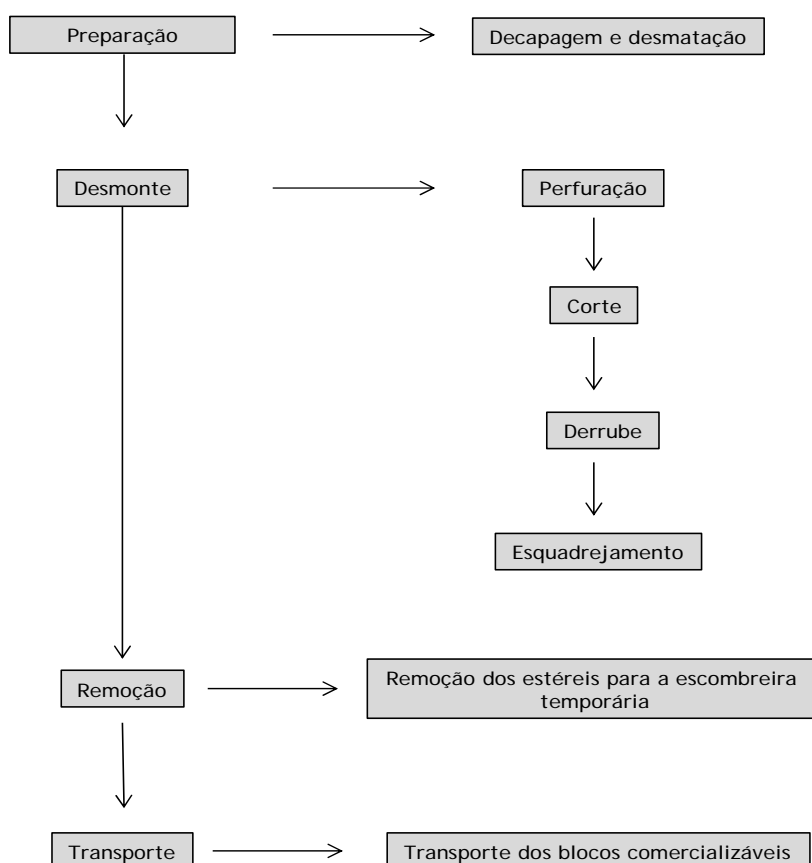 Preparação
Decapagem e desmatação
Desmonte
Perfuração
Corte
Derrube
Esquadrejamento
Remoção
Remoção dos estéreis para a escombreira
temporária
Transporte
Transporte dos blocos comercializáveis